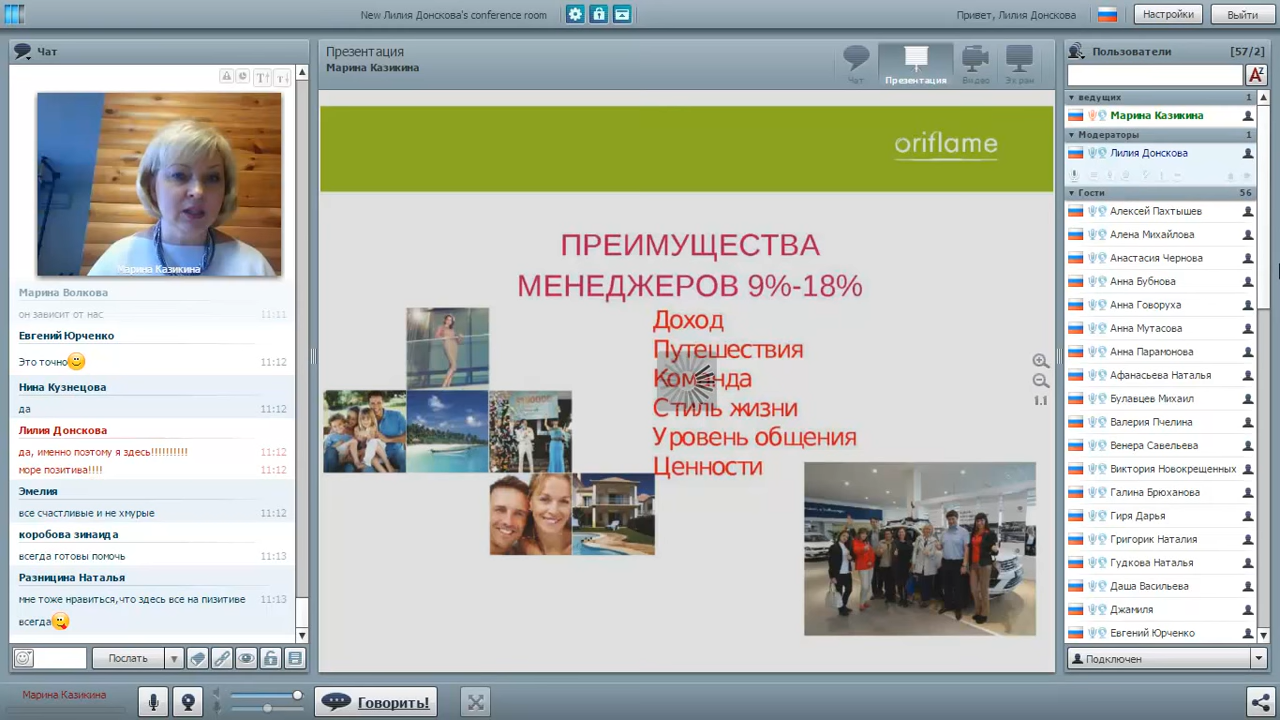 New Лилия Донскова's conference room
Привет, Лилия Донскова
Настройки
Выйти
Чат
Марина Казикина
Марина Волкова
он зависит от нас 11:11
Евгений Юрченко
Это точно 11:12
Нина Кузнецова
да 11:12
Лилия Донскова
да, именно поэтому я здесь!!!!!!!!!! 11:12
море позитива!!!! 11:12
Эмелия
все счастливые и не хмурые 11:12
коробова зинаида
всегда готовы помочь 11:13
Разницина Наталья
мне тоже нравиться,что здесь все на пизитиве 11:13
всегда
Послать
Презентация
Марина Казикина
Чат
Презентация
Видео
Экран
oriflame
ПРЕИМУЩЕСТВА
МЕНЕДЖЕРОВ 9%-18%
Доход
Путешествия
Команда
Стиль жизни
Уровень общения
Ценности
1:1
Пользователи [57/2]
ведущих 1
Марина Казикина
Модераторы 1
Лилия Донскова
Гости 56
Алексей Пахтышев
Алена Михайлова
Анастасия Чернова
Анна Бубнова
Анна Говоруха
Анна Мутасова
Анна Парамонова
Афанасьева Наталья
Булавцев Михаил
Валерия Пчелина
Венера Савельева
Виктория Новокрещенных
Галина Брюханова
Гиря Дарья
Григорик Наталия
Гудкова Наталья
Даша Васильева
Джамиля
Евгений Юрченко
Подключен
Марина Казикина
Говорить!